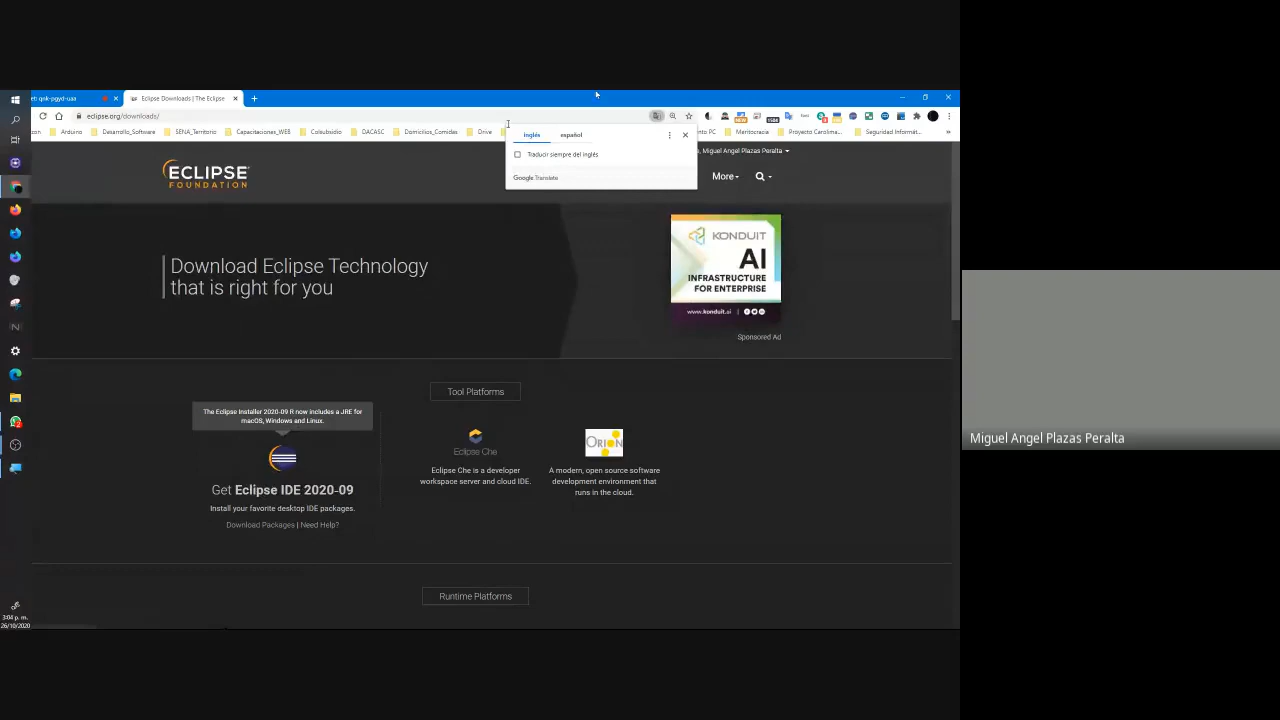 Eclipse Downloads | The Eclipse
eclipse.org/downloads/
Arduino
Desarrollo_Software
SENA_Territorio
Capacitaciones_WEB
Colsubsidio
DACASC
Domicilios_Comidas
Drive
Meritocracia
Proyecto Carolima...
Seguridad Informát...
inglés
español
Traducir siempre del inglés
Google Translate
, Miguel Angel Plazas Peralta
ECLIPSE
FOUNDATION
More
Download Eclipse Technology
that is right for you
KONDUIT
AI
INFRASTRUCTURE
FOR ENTERPRISE
www.konduit.ai |
Sponsored Ad
Tool Platforms
The Eclipse Installer 2020-09 R now includes a JRE for
macOS, Windows and Linux.
Get Eclipse IDE 2020-09
Install your favorite desktop IDE packages.
Download Packages | Need Help?
Eclipse Che
Eclipse Che is a developer
workspace server and cloud IDE.
ORION
A modern, open source software
development environment that
runs in the cloud.
Runtime Platforms
3:04 p. m.
26/10/2020
Miguel Angel Plazas Peralta